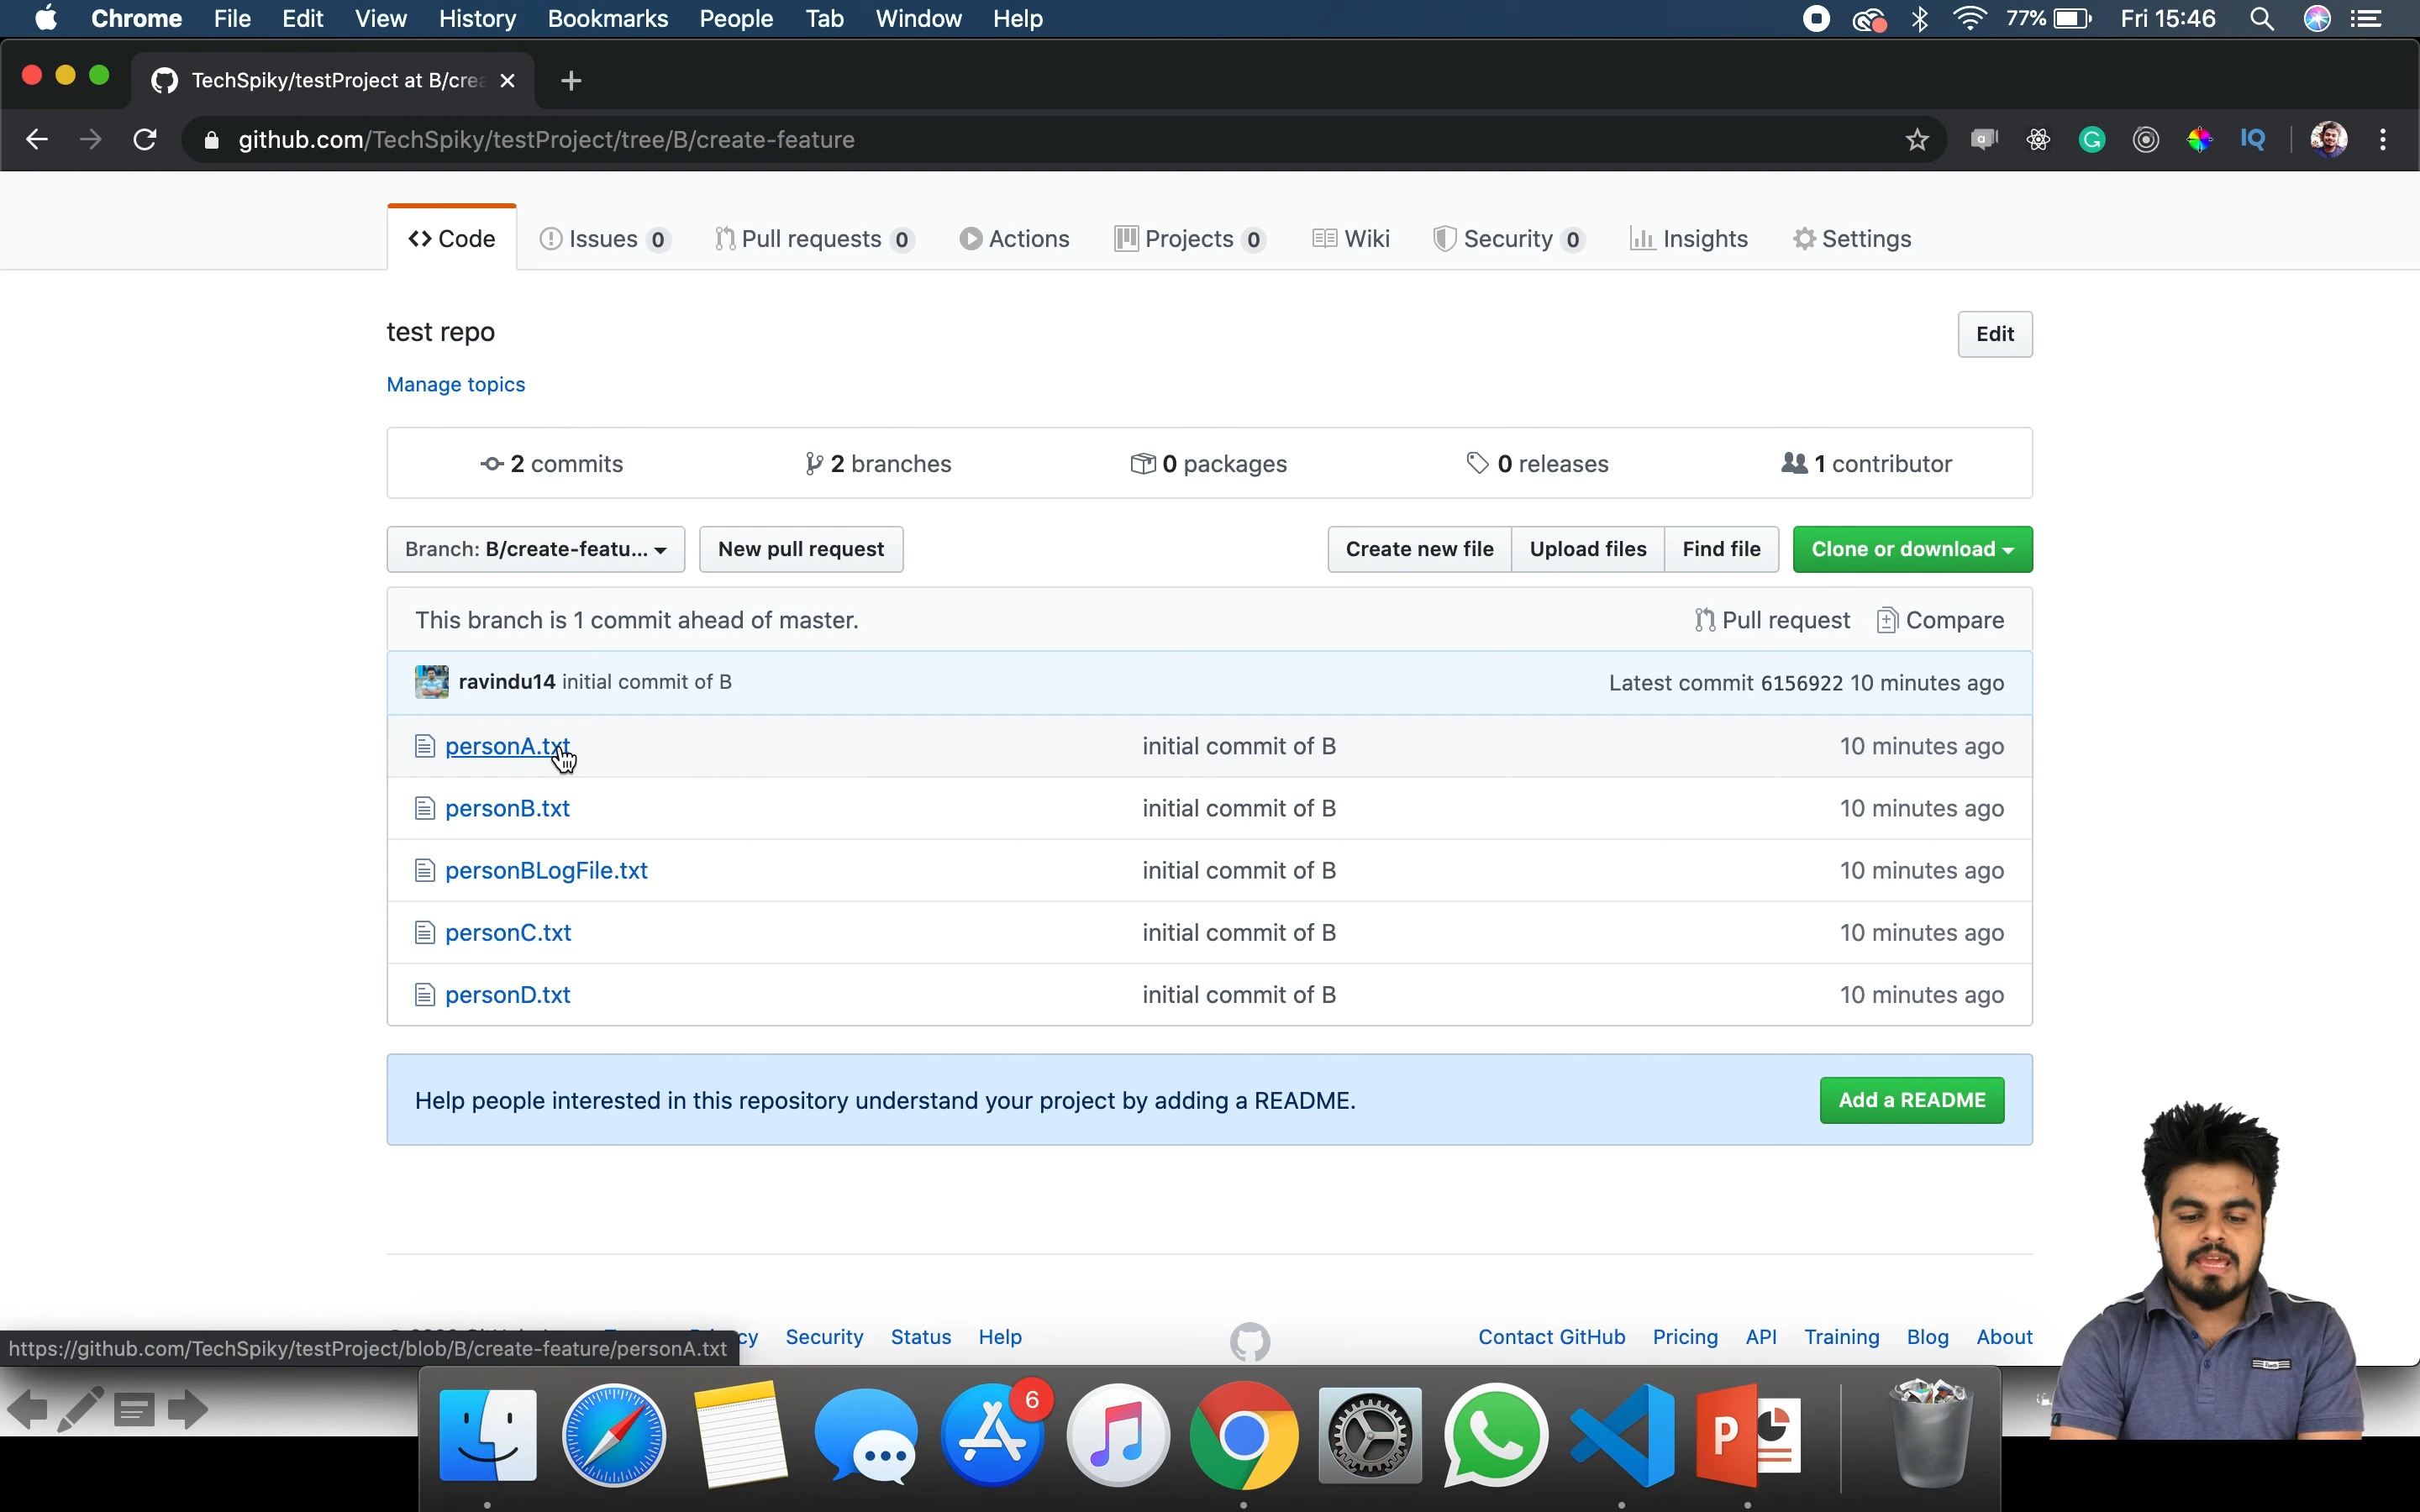 Chrome File Edit View History Bookmarks People Tab Window Help 77% Fri 15:46
TechSpiky/testProject at B/crea
github.com/TechSpiky/testProject/tree/B/create-feature
Code Issues 0 Pull requests 0 Actions Projects 0 Wiki Security 0 Insights Settings
test repo Edit
Manage topics
2 commits 2 branches 0 packages 0 releases 1 contributor
Branch: B/create-featu... New pull request Create new file Upload files Find file Clone or download
This branch is 1 commit ahead of master. Pull request Compare
ravindu14 initial commit of B Latest commit 6156922 10 minutes ago
personA.txt initial commit of B 10 minutes ago
personB.txt initial commit of B 10 minutes ago
personBLogFile.txt initial commit of B 10 minutes ago
personC.txt initial commit of B 10 minutes ago
personD.txt initial commit of B 10 minutes ago
Help people interested in this repository understand your project by adding a README. Add a README
Security Status Help Contact GitHub Pricing API Training Blog About
https://github.com/TechSpiky/testProject/blob/B/create-feature/personA.txt
6